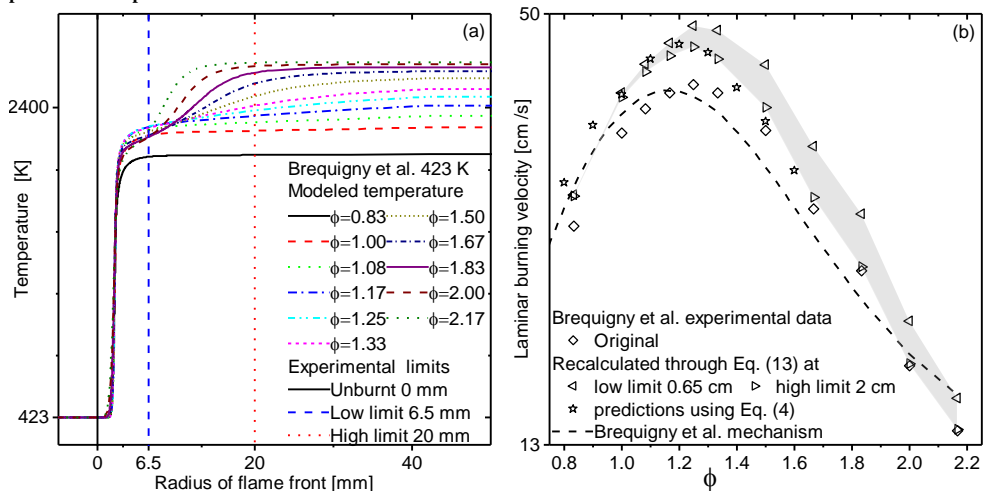 (a)
2400
423
Temperature [K]
Brequigny et al. 423 K
Modeled temperature
ϕ=0.83 ϕ=1.50
ϕ=1.00 ϕ=1.67
ϕ=1.08 ϕ=1.83
ϕ=1.17 ϕ=2.00
ϕ=1.25 ϕ=2.17
ϕ=1.33
Experimental limits
Unburnt 0 mm
Low limit 6.5 mm
High limit 20 mm
0 6.5 20 40
Radius of flame front [mm]
(b)
50
13
Laminar burning velocity [cm/s]
Brequigny et al. experimental data
Original
Recalculated through Eq. (13) at
low limit 0.65 cm high limit 2 cm
predictions using Eq. (4)
Brequigny et al. mechanism
0.8 1.0 1.2 1.4 1.6 1.8 2.0 2.2
ϕ